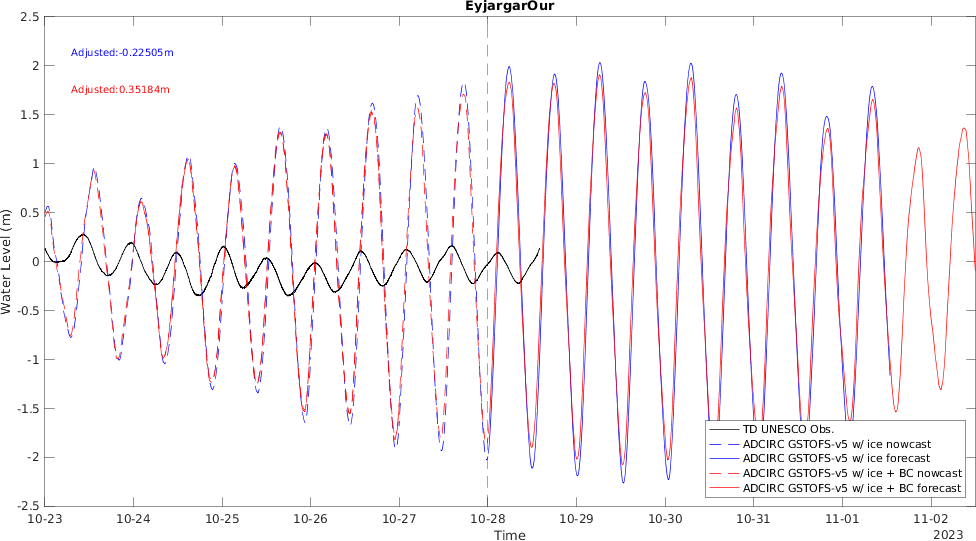 EyjargarOur
Adjusted:-0.22505m
Adjusted:0.35184m
Water Level (m)
2.5
2
1.5
1
0.5
0
-0.5
-1
-1.5
-2
-2.5
TD UNESCO Obs.
ADCIRC GSTOFS-v5 w/ ice nowcast
ADCIRC GSTOFS-v5 w/ ice forecast
ADCIRC GSTOFS-v5 w/ ice + BC nowcast
ADCIRC GSTOFS-v5 w/ ice + BC forecast
10-23 10-24 10-25 10-26 10-27 10-28 10-29 10-30 10-31 11-01 11-02
Time
2023